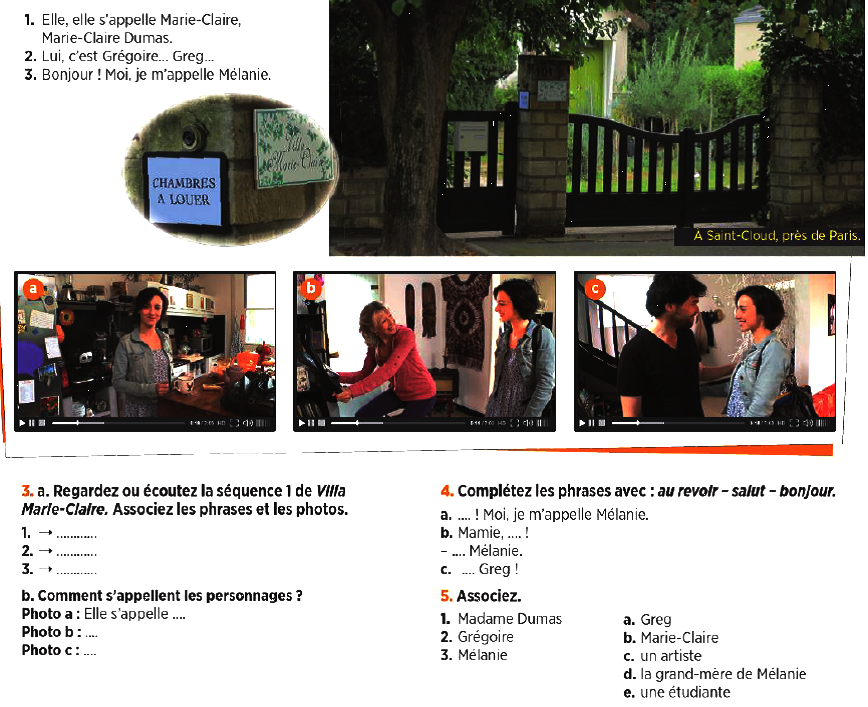 1. Elle, elle s'appelle Marie-Claire,
Marie-Claire Dumas.
2. Lui, c'est Grégoire... Greg...
3. Bonjour ! Moi, je m'appelle Mélanie.
Villa
Marie-Claire
CHAMBRES
A LOUER
À Saint-Cloud, près de Paris.
a
b
c
3. a. Regardez ou écoutez la séquence 1 de Villa
Marie-Claire. Associez les phrases et les photos.
1. → ............
2. → ............
3. → ............
b. Comment s'appellent les personnages ?
Photo a : Elle s'appelle ....
Photo b : ....
Photo c : ....
4. Complétez les phrases avec : au revoir – salut – bonjour.
a. .... ! Moi, je m'appelle Mélanie.
b. Mamie, .... !
– .... Mélanie.
c. .... Greg !
5. Associez.
1. Madame Dumas
2. Grégoire
3. Mélanie
a. Greg
b. Marie-Claire
c. un artiste
d. la grand-mère de Mélanie
e. une étudiante